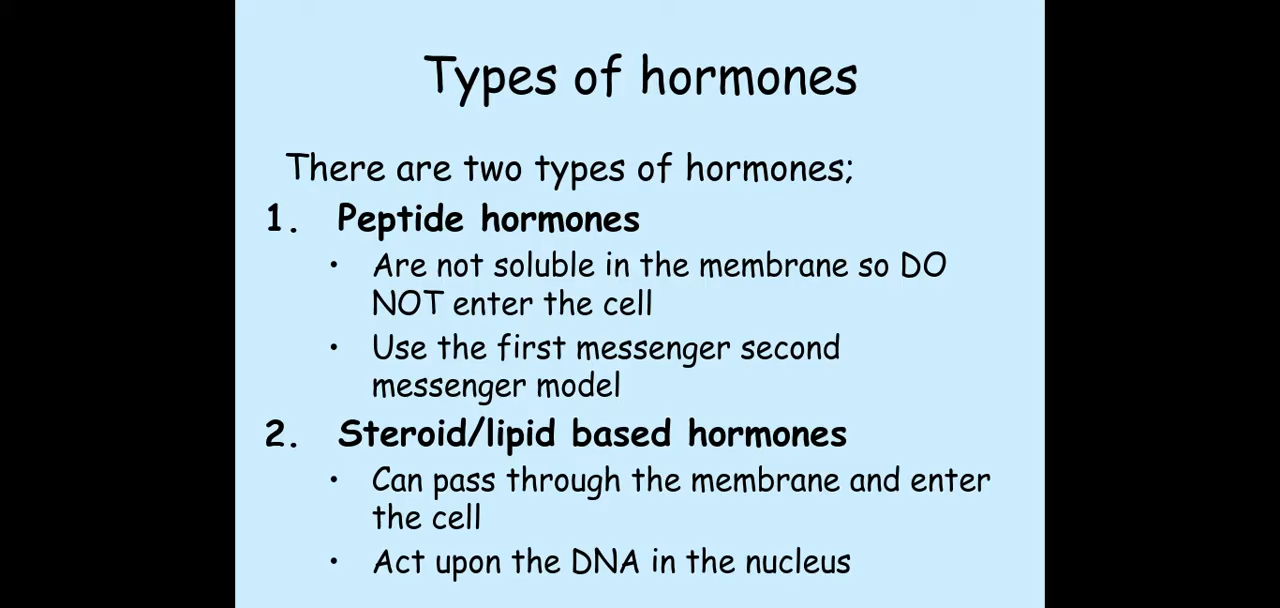 Types of hormones
There are two types of hormones;
1. Peptide hormones
• Are not soluble in the membrane so DO
NOT enter the cell
• Use the first messenger second
messenger model
2. Steroid/lipid based hormones
• Can pass through the membrane and enter
the cell
• Act upon the DNA in the nucleus